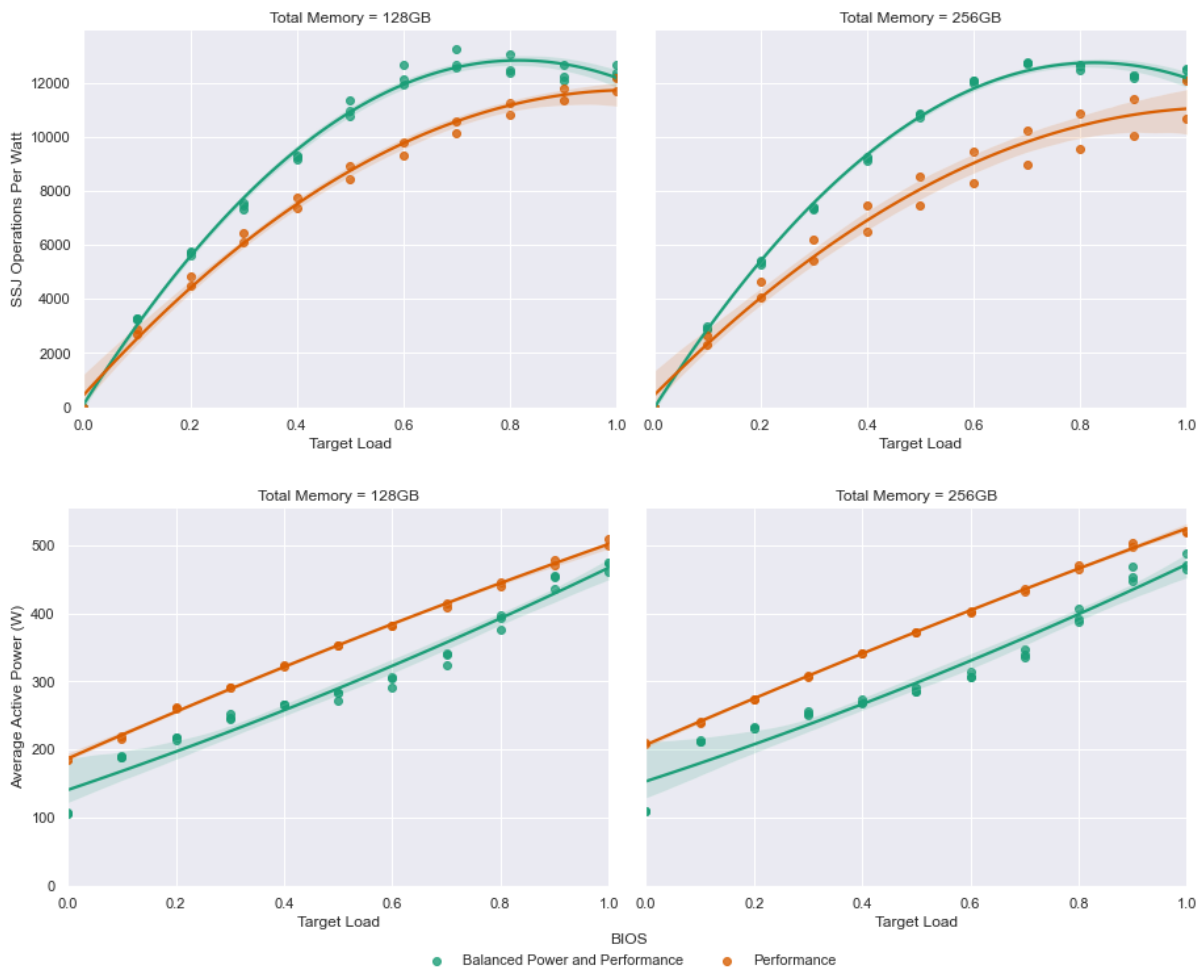 Total Memory = 128GB
Total Memory = 256GB
SSJ Operations Per Watt
12000
10000
8000
6000
4000
2000
0
0.0 0.2 0.4 0.6 0.8 1.0
0.0 0.2 0.4 0.6 0.8 1.0
Target Load
Target Load
Total Memory = 128GB
Total Memory = 256GB
Average Active Power (W)
500
400
300
200
100
0
0.0 0.2 0.4 0.6 0.8 1.0
0.0 0.2 0.4 0.6 0.8 1.0
Target Load
Target Load
BIOS
Balanced Power and Performance
Performance